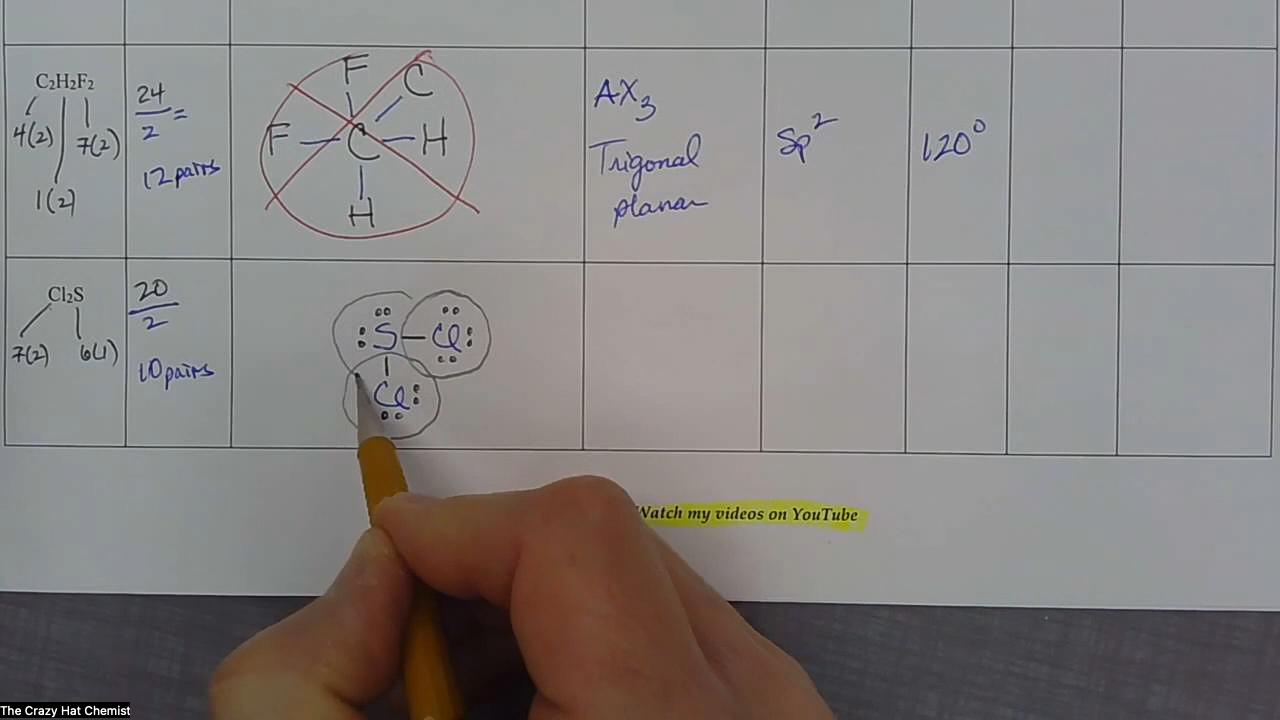 C₂H₂F₂
4(2) 7(2)
1(2)
24
2 =
12 pairs
F C
F — C — H
H
AX₃
Trigonal
planar
Sp²
120°
Cl₂S
7(2) 6(1)
20
2
10 pairs
S — Cl
Cl
Watch my videos on YouTube
The Crazy Hat Chemist